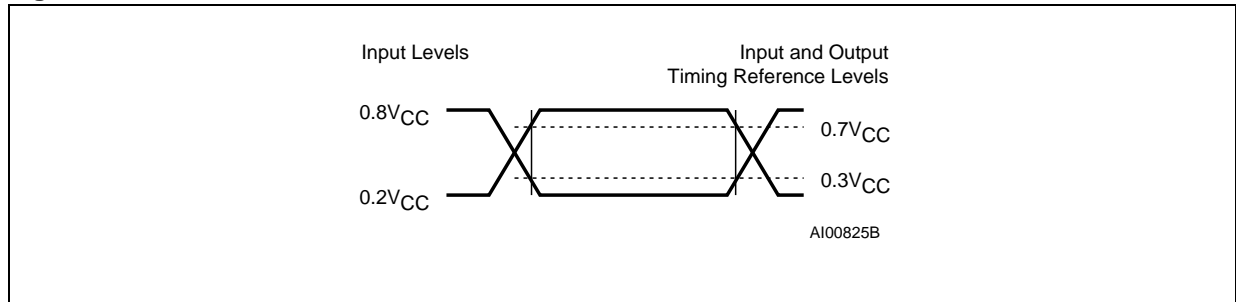 Input Levels
Input and Output
Timing Reference Levels
0.8VCC
0.7VCC
0.3VCC
0.2VCC
AI00825B